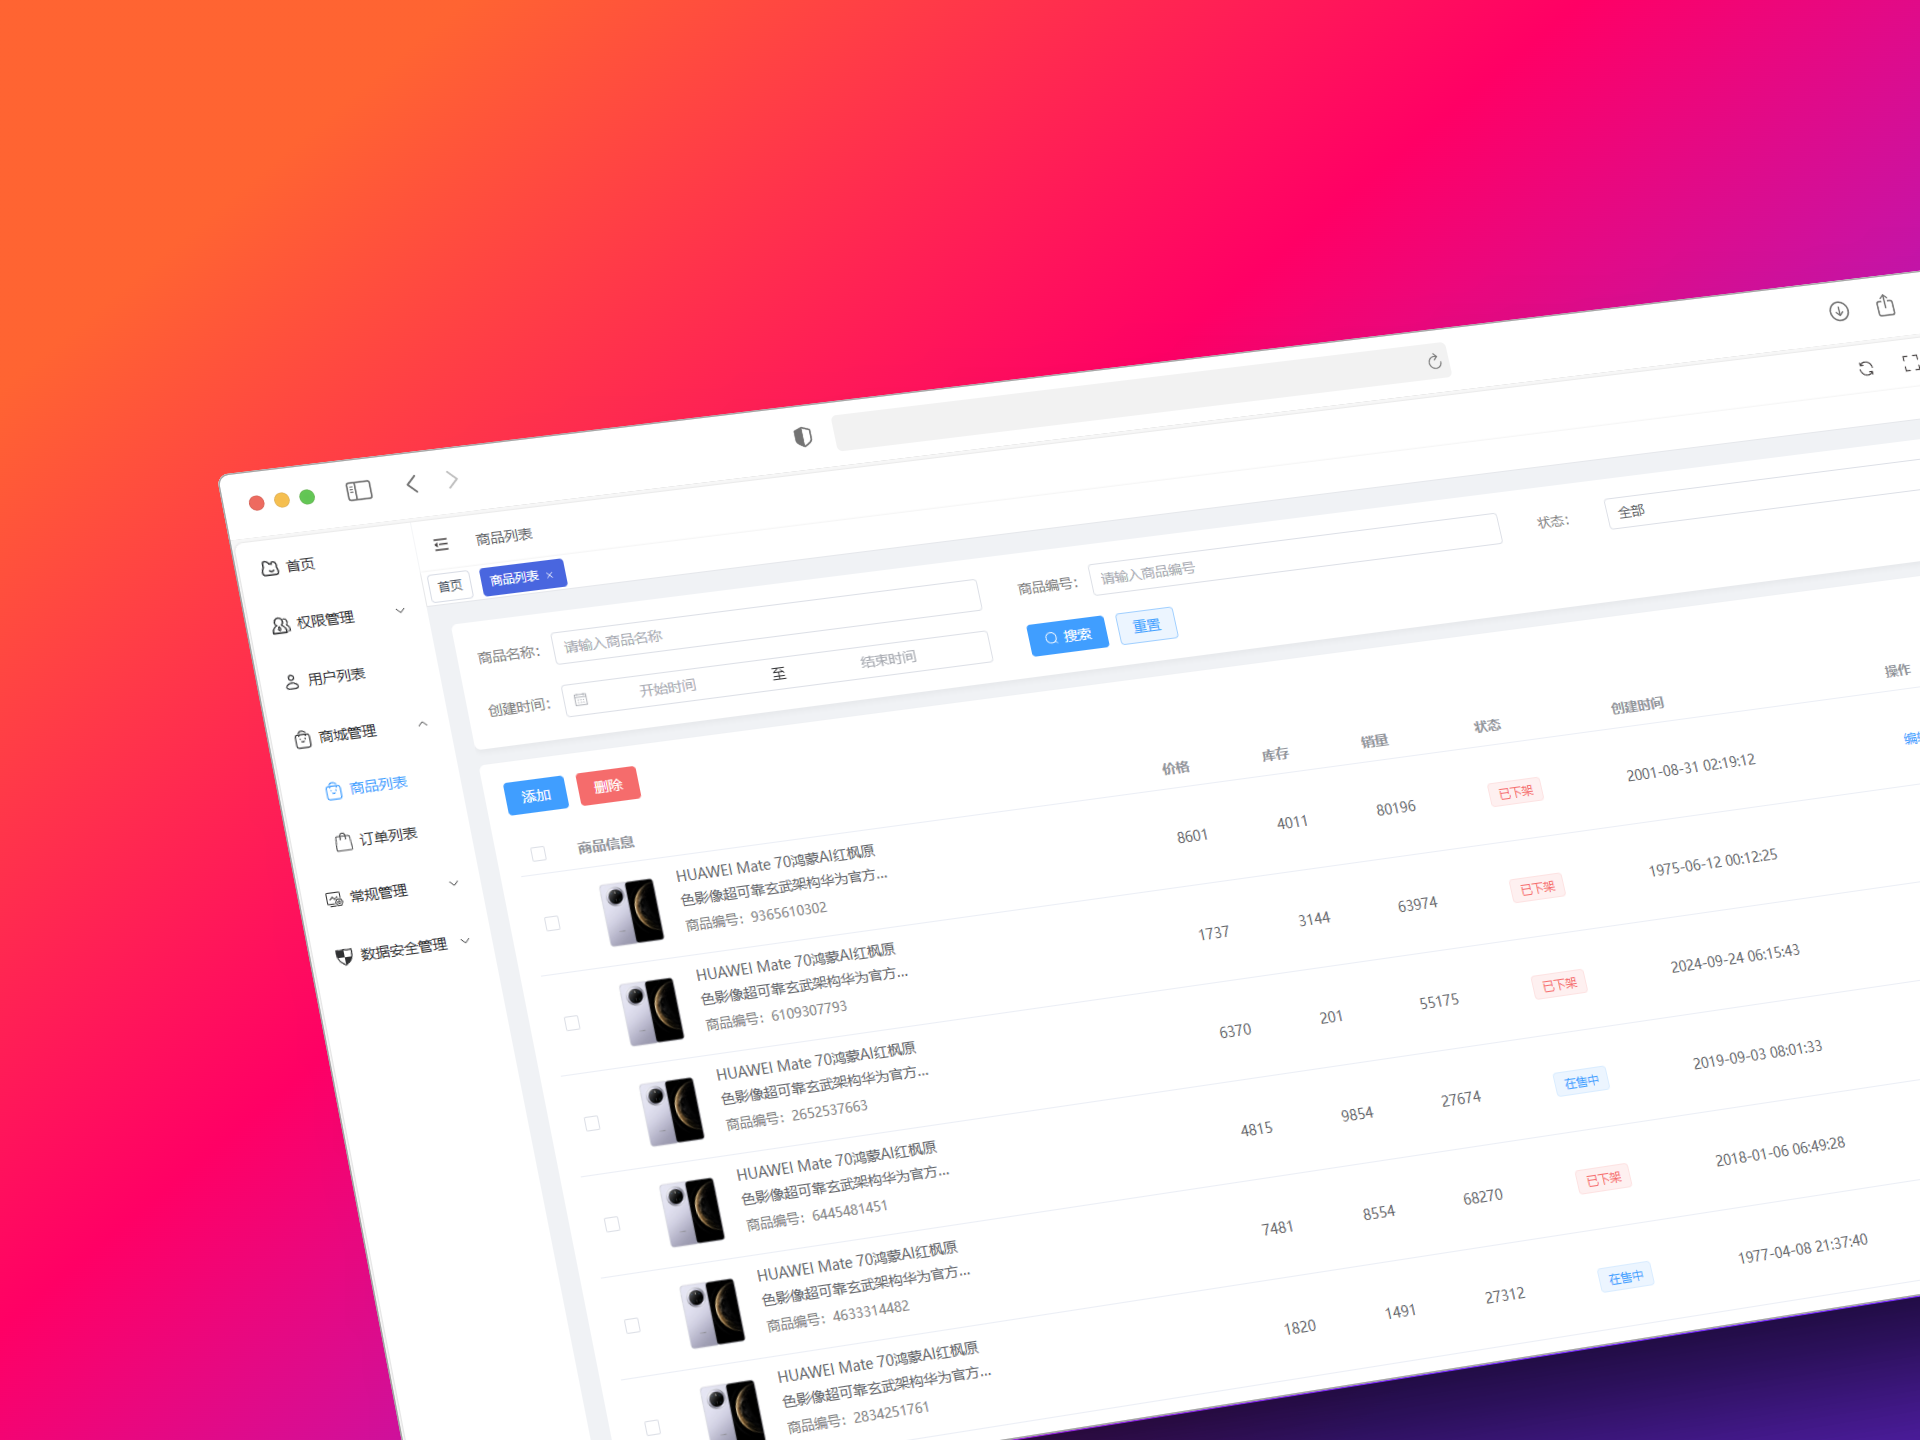 首页
权限管理
用户列表
商城管理
商品列表
订单列表
常规管理
数据安全管理
商品列表
首页
商品列表 ×
商品名称: 请输入商品名称
商品编号: 请输入商品编号
状态: 全部
创建时间: 开始时间 至 结束时间
搜索 重置
添加 删除
商品信息 价格 库存 销量 状态 创建时间 操作
HUAWEI Mate 70鸿蒙AI红枫原
色影像超可靠玄武架构华为官方...
商品编号: 9365610302
8601 4011 80196 已下架 2001-08-31 02:19:12
HUAWEI Mate 70鸿蒙AI红枫原
色影像超可靠玄武架构华为官方...
商品编号: 6109307793
1737 3144 63974 已下架 1975-06-12 00:12:25
HUAWEI Mate 70鸿蒙AI红枫原
色影像超可靠玄武架构华为官方...
商品编号: 2652537663
6370 201 55175 已下架 2024-09-24 06:15:43
HUAWEI Mate 70鸿蒙AI红枫原
色影像超可靠玄武架构华为官方...
商品编号: 6445481451
4815 9854 27674 在售中 2019-09-03 08:01:33
HUAWEI Mate 70鸿蒙AI红枫原
色影像超可靠玄武架构华为官方...
商品编号: 4633314482
7481 8554 68270 已下架 2018-01-06 06:49:28
HUAWEI Mate 70鸿蒙AI红枫原
色影像超可靠玄武架构华为官方...
商品编号: 2834251761
1820 1491 27312 在售中 1977-04-08 21:37:40